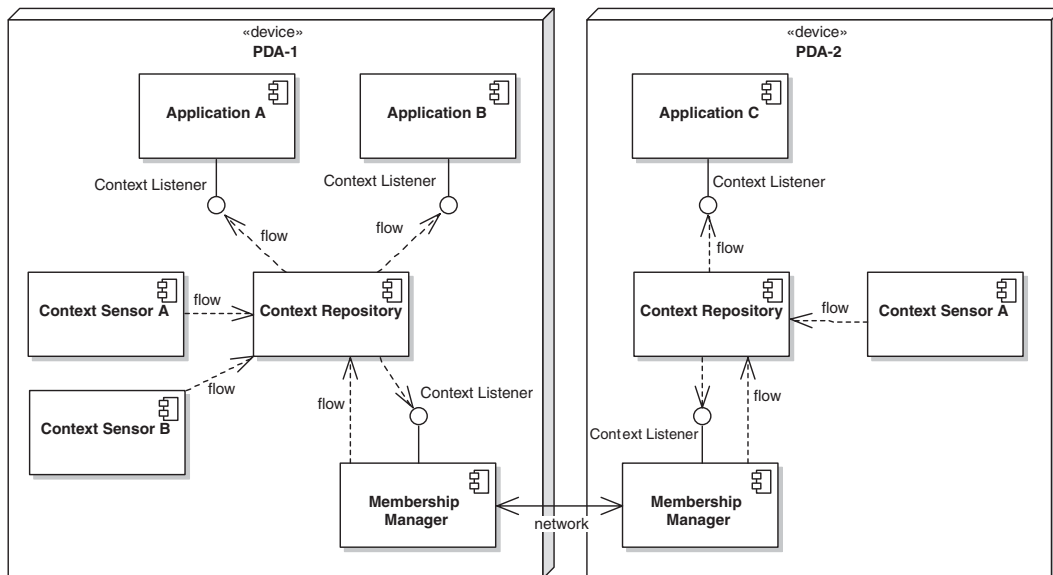 «device»
PDA-1
Application A
Application B
Context Listener
Context Listener
flow
flow
Context Sensor A
flow
Context Repository
Context Sensor B
flow
flow
Context Listener
Membership
Manager
network
«device»
PDA-2
Application C
Context Listener
flow
Context Repository
flow
Context Sensor A
flow
Context Listener
Membership
Manager